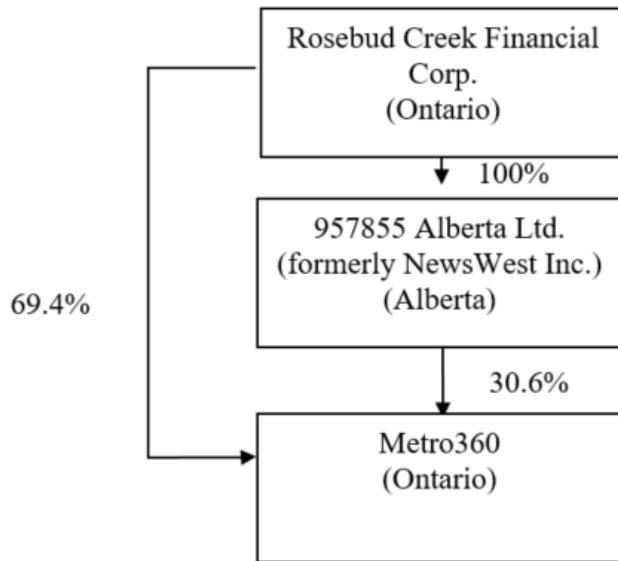 Rosebud Creek Financial
Corp.
(Ontario)
100%
957855 Alberta Ltd.
(formerly NewsWest Inc.)
(Alberta)
69.4%
30.6%
Metro360
(Ontario)